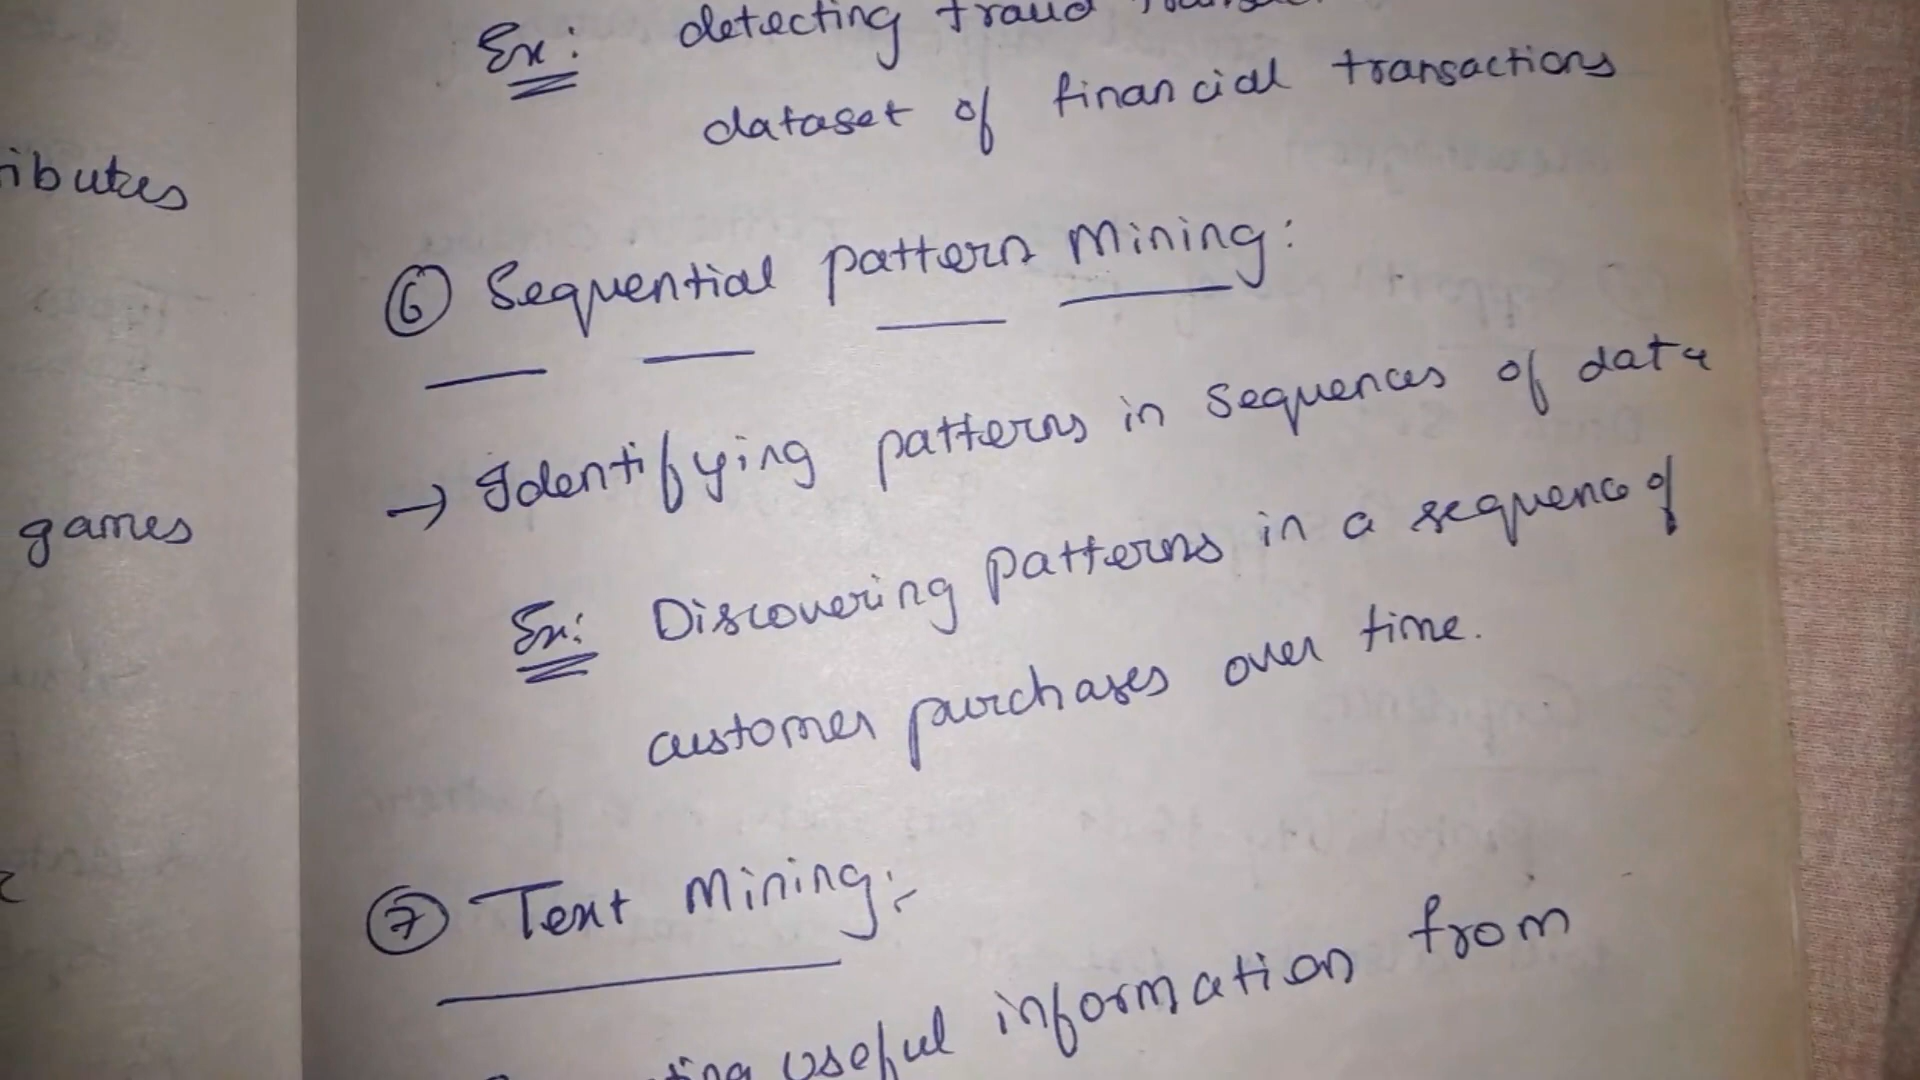 ibutes
games
Ex: detecting fraud
dataset of financial transactions
⑥ Sequential pattern Mining:
→ Identifying patterns in sequences of data
Ex: Discovering patterns in a sequence of
customer purchases over time.
⑦ Text Mining:-
useful information from